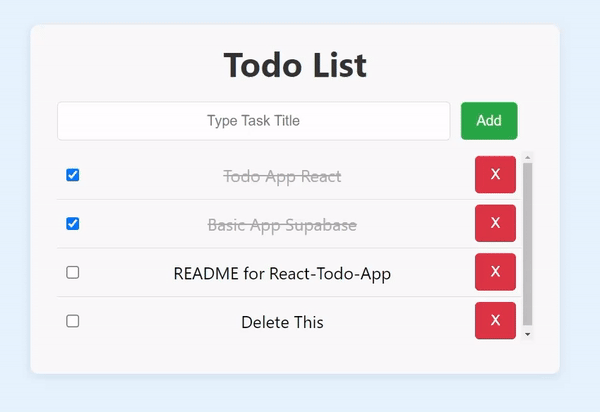 Todo List
Type Task Title
Add
Todo App React
X
Basic App Supabase
X
README for React-Todo-App
X
Delete This
X